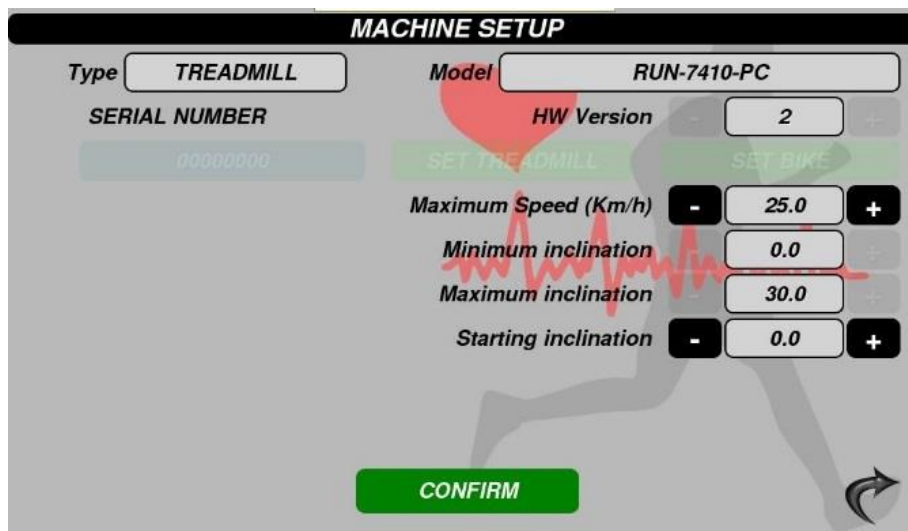 MACHINE SETUP
Type TREADMILL Model RUN-7410-PC
SERIAL NUMBER HW Version - 2 +
00000000 SET TREADMILL SET BIKE
Maximum Speed (Km/h) - 25.0 +
Minimum inclination - 0.0 +
Maximum inclination - 30.0 +
Starting inclination - 0.0 +
CONFIRM